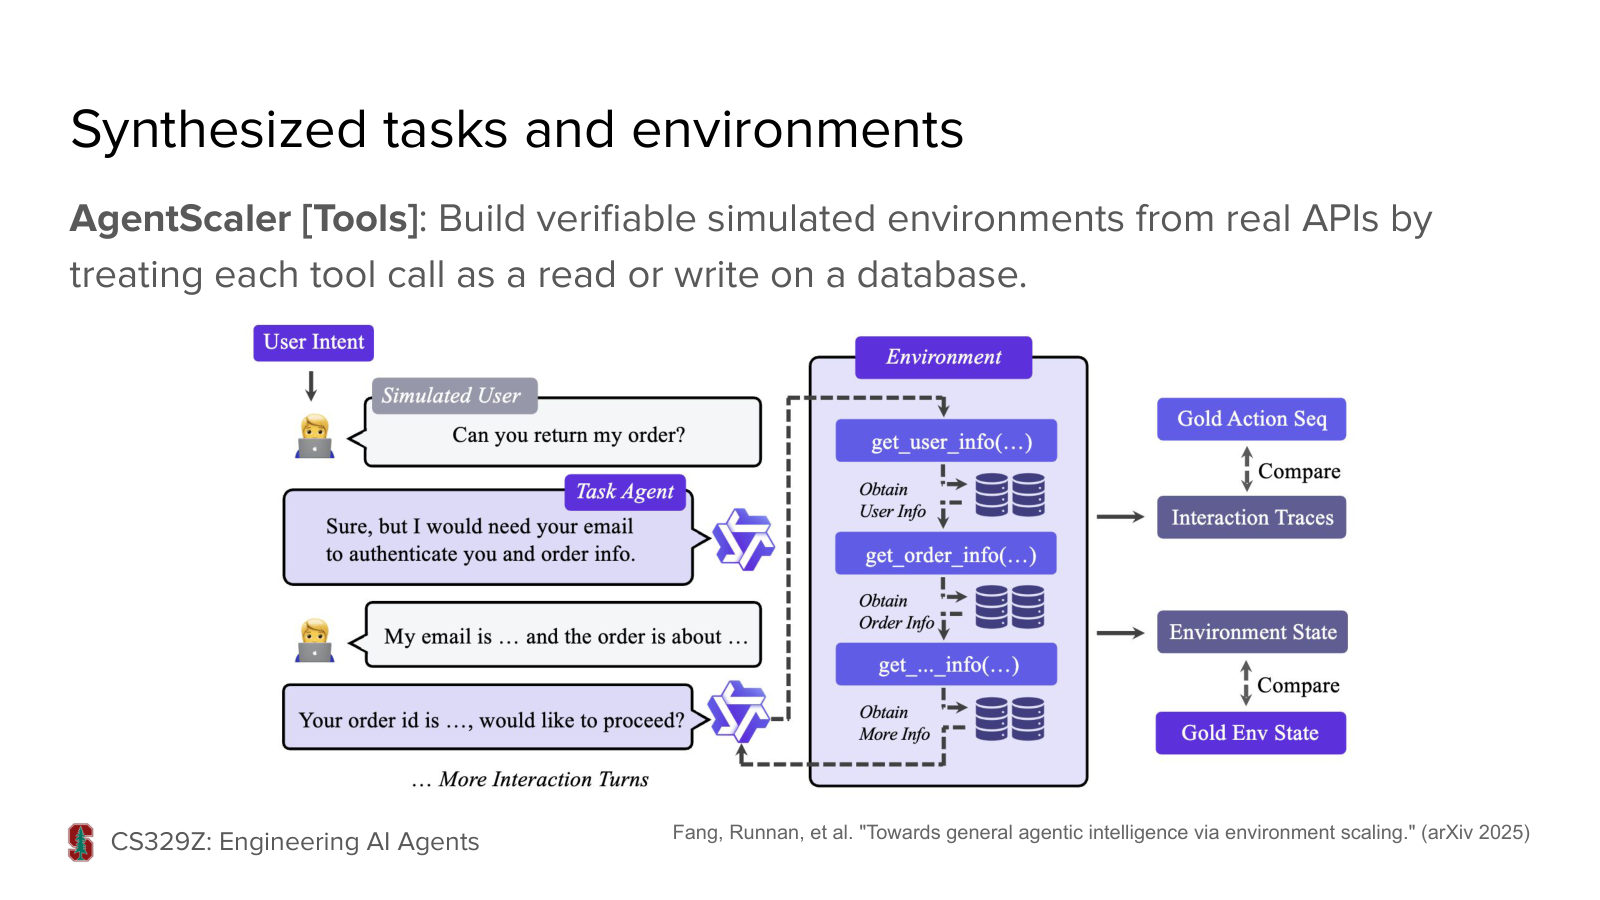 Synthesized tasks and environments
AgentScaler [Tools]: Build verifiable simulated environments from real APIs by
treating each tool call as a read or write on a database.
User Intent
Simulated User
Can you return my order?
Task Agent
Sure, but I would need your email
to authenticate you and order info.
My email is … and the order is about …
Your order id is …, would like to proceed?
… More Interaction Turns
Environment
get_user_info(…)
Obtain
User Info
get_order_info(…)
Obtain
Order Info
get_..._info(…)
Obtain
More Info
Gold Action Seq
Compare
Interaction Traces
Environment State
Compare
Gold Env State
CS329Z: Engineering AI Agents
Fang, Runnan, et al. "Towards general agentic intelligence via environment scaling." (arXiv 2025)